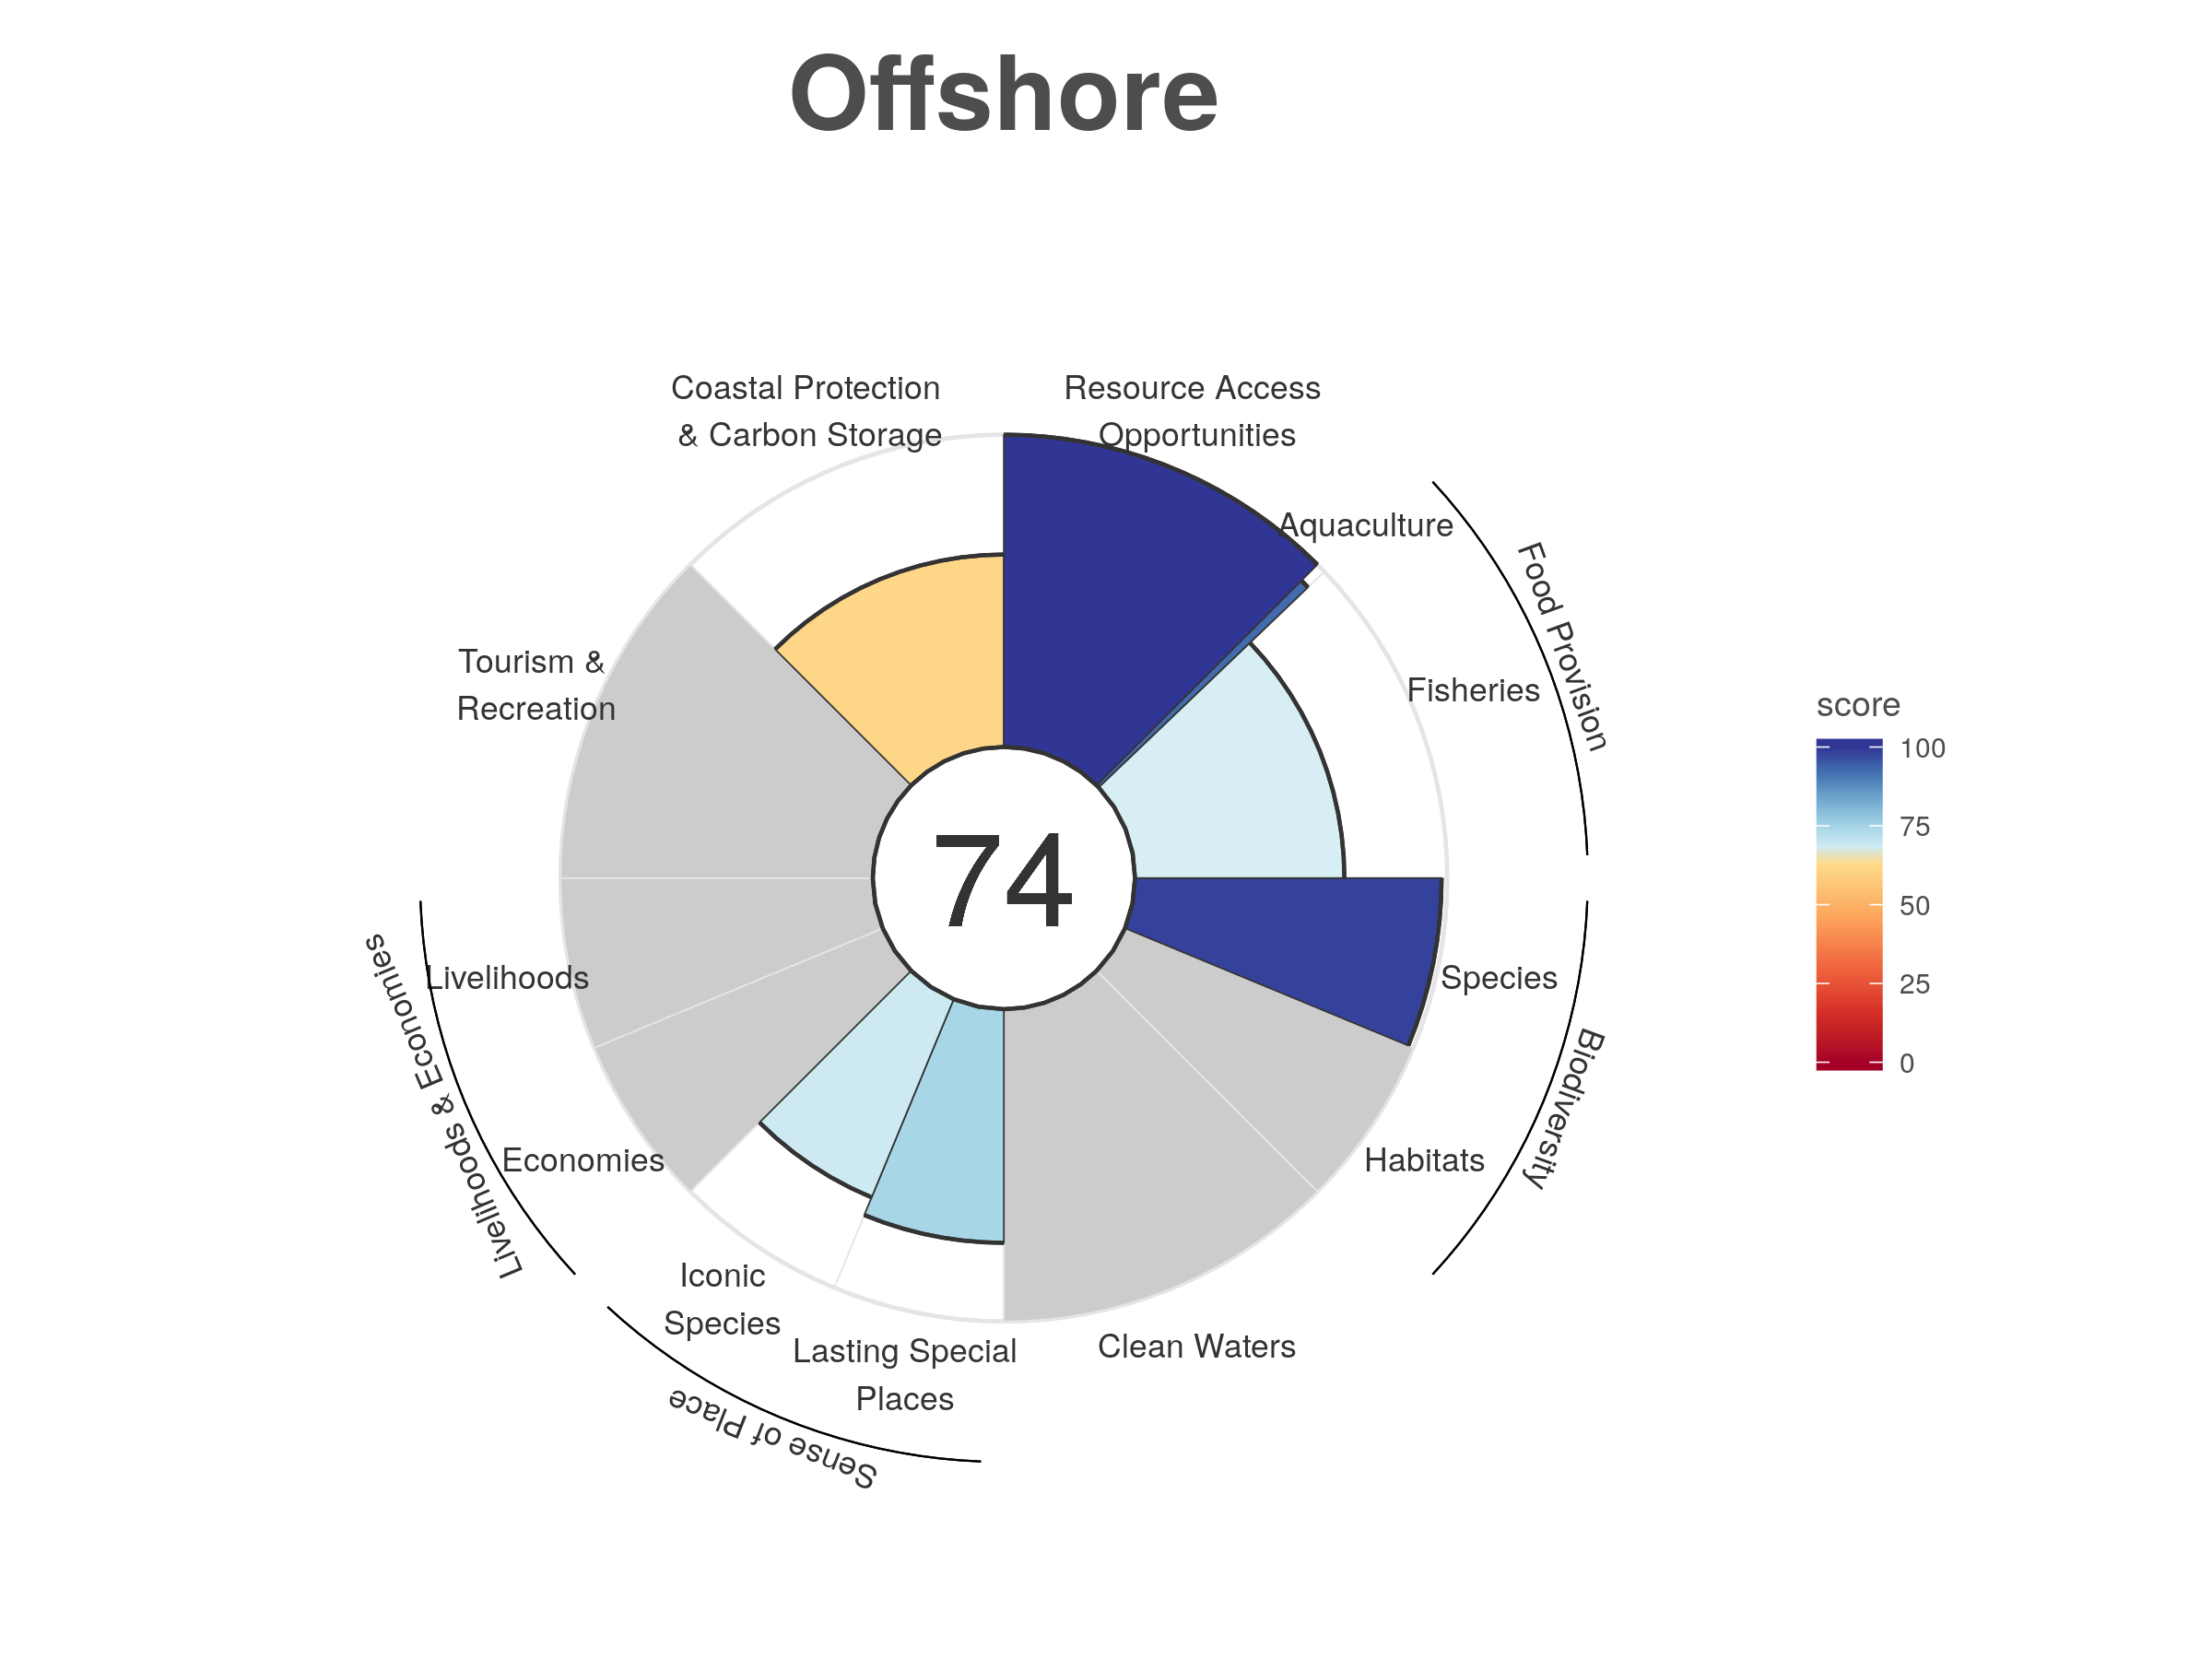 Offshore
Coastal Protection
& Carbon Storage
Resource Access
Opportunities
Aquaculture
Food Provision
Fisheries
Tourism &
Recreation
score
100
75
50
25
0
74
Livelihoods
Species
Livelihoods & Economies
Biodiversity
Economies
Habitats
Iconic
Species
Lasting Special
Places
Clean Waters
Sense of Place